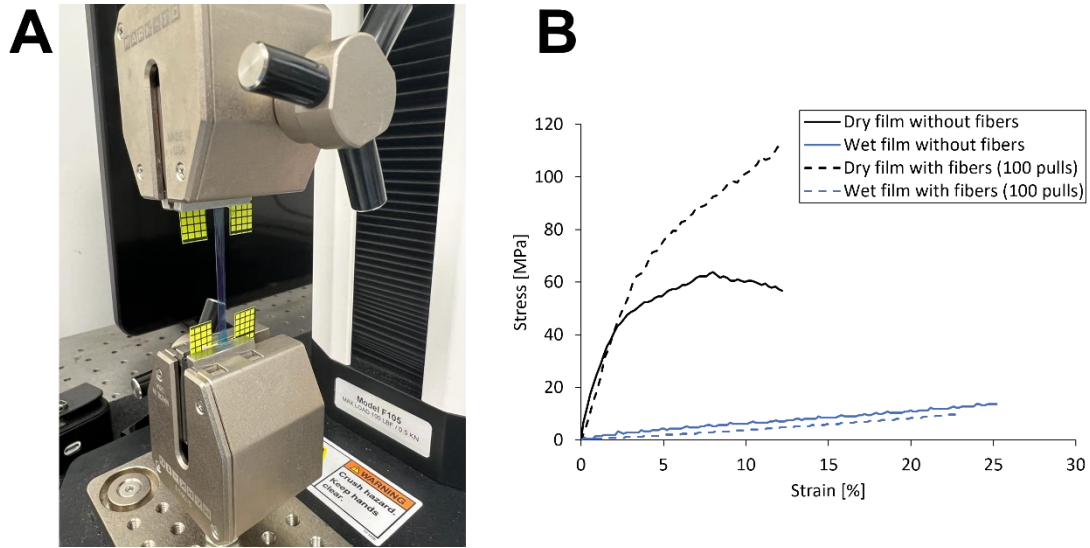 A
Model F105
MAX LOAD 100 LBF / 0.5 KN
WARNING
Crush hazard.
Keep hands
clear.
B
Dry film without fibers
Wet film without fibers
Dry film with fibers (100 pulls)
Wet film with fibers (100 pulls)
Stress [MPa]
120
100
80
60
40
20
0
0
5
10
15
20
25
30
Strain [%]